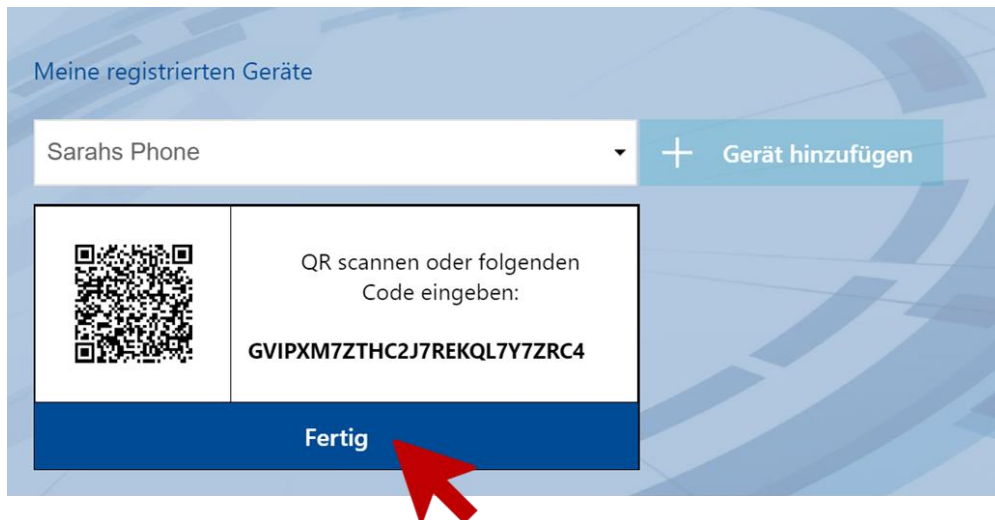 Meine registrierten Geräte
Sarahs Phone
Gerät hinzufügen
QR scannen oder folgenden
Code eingeben:
GVIPXM7ZTHC2J7REKQL7Y7ZRC4
Fertig